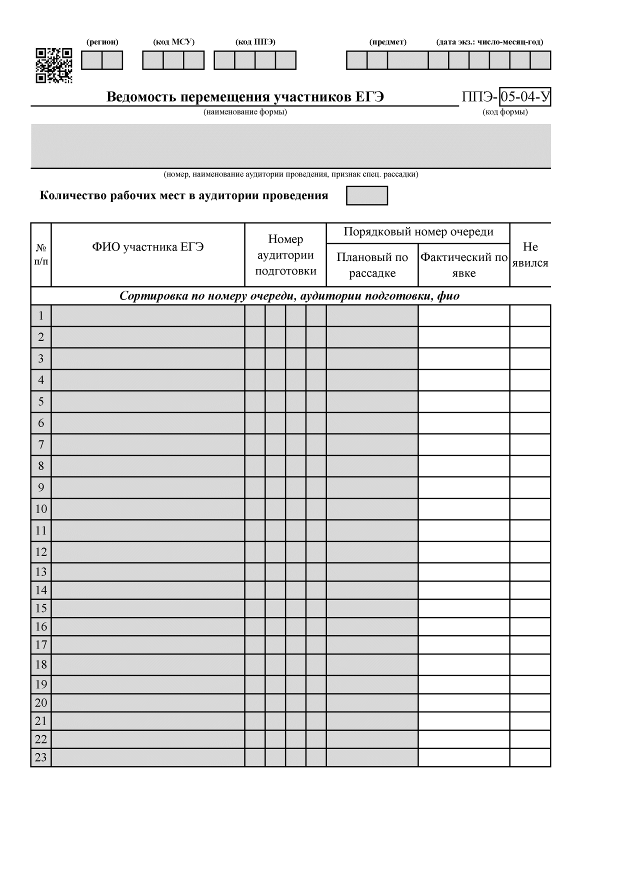 (регион) (код МСУ) (код ППЭ) (предмет) (дата экз.: число-месяц-год)
Ведомость перемещения участников ЕГЭ ППЭ-05-04-У
(наименование формы) (код формы)
(номер, наименование аудитории проведения, признак спец. рассадки)
Количество рабочих мест в аудитории проведения
№ п/п ФИО участника ЕГЭ Номер аудитории подготовки Порядковый номер очереди Не явился
Плановый по рассадке Фактический по явке
Сортировка по номеру очереди, аудитории подготовки, фио
1
2
3
4
5
6
7
8
9
10
11
12
13
14
15
16
17
18
19
20
21
22
23